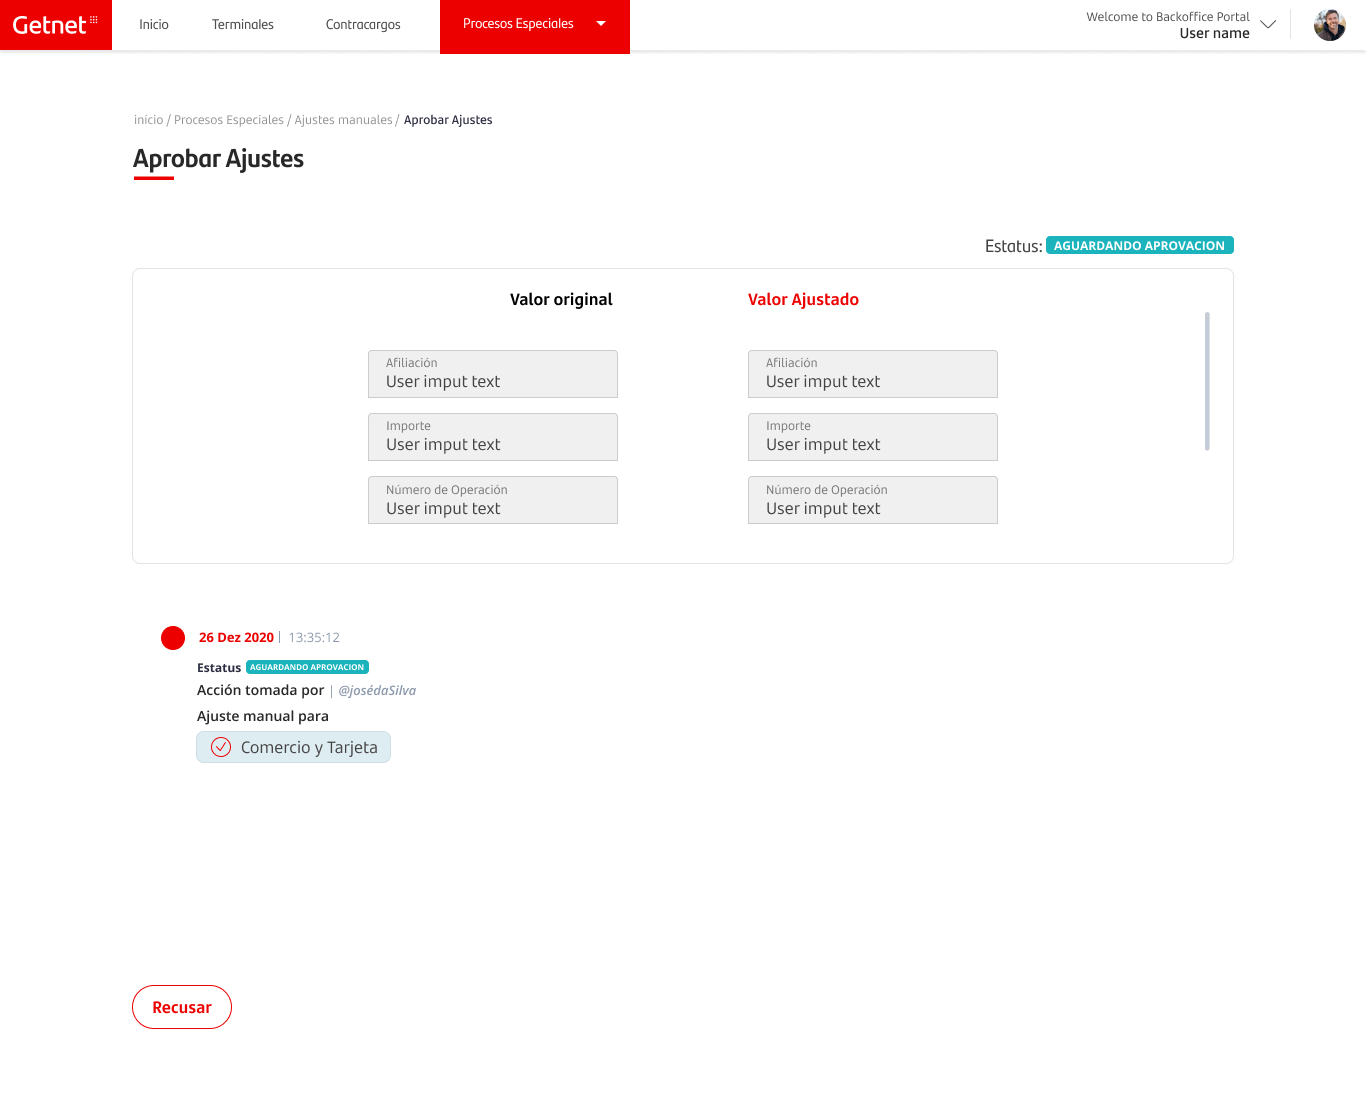 Getnet
Inicio
Terminales
Contracargos
Procesos Especiales
Welcome to Backoffice Portal
User name
inicio / Procesos Especiales / Ajustes manuales / Aprobar Ajustes
Aprobar Ajustes
Estatus: AGUARDANDO APROVACION
Valor original
Valor Ajustado
Afiliación
User imput text
Afiliación
User imput text
Importe
User imput text
Importe
User imput text
Número de Operación
User imput text
Número de Operación
User imput text
26 Dez 2020 | 13:35:12
Estatus AGUARDANDO APROVACION
Acción tomada por | @josédaSilva
Ajuste manual para
Comercio y Tarjeta
Recusar